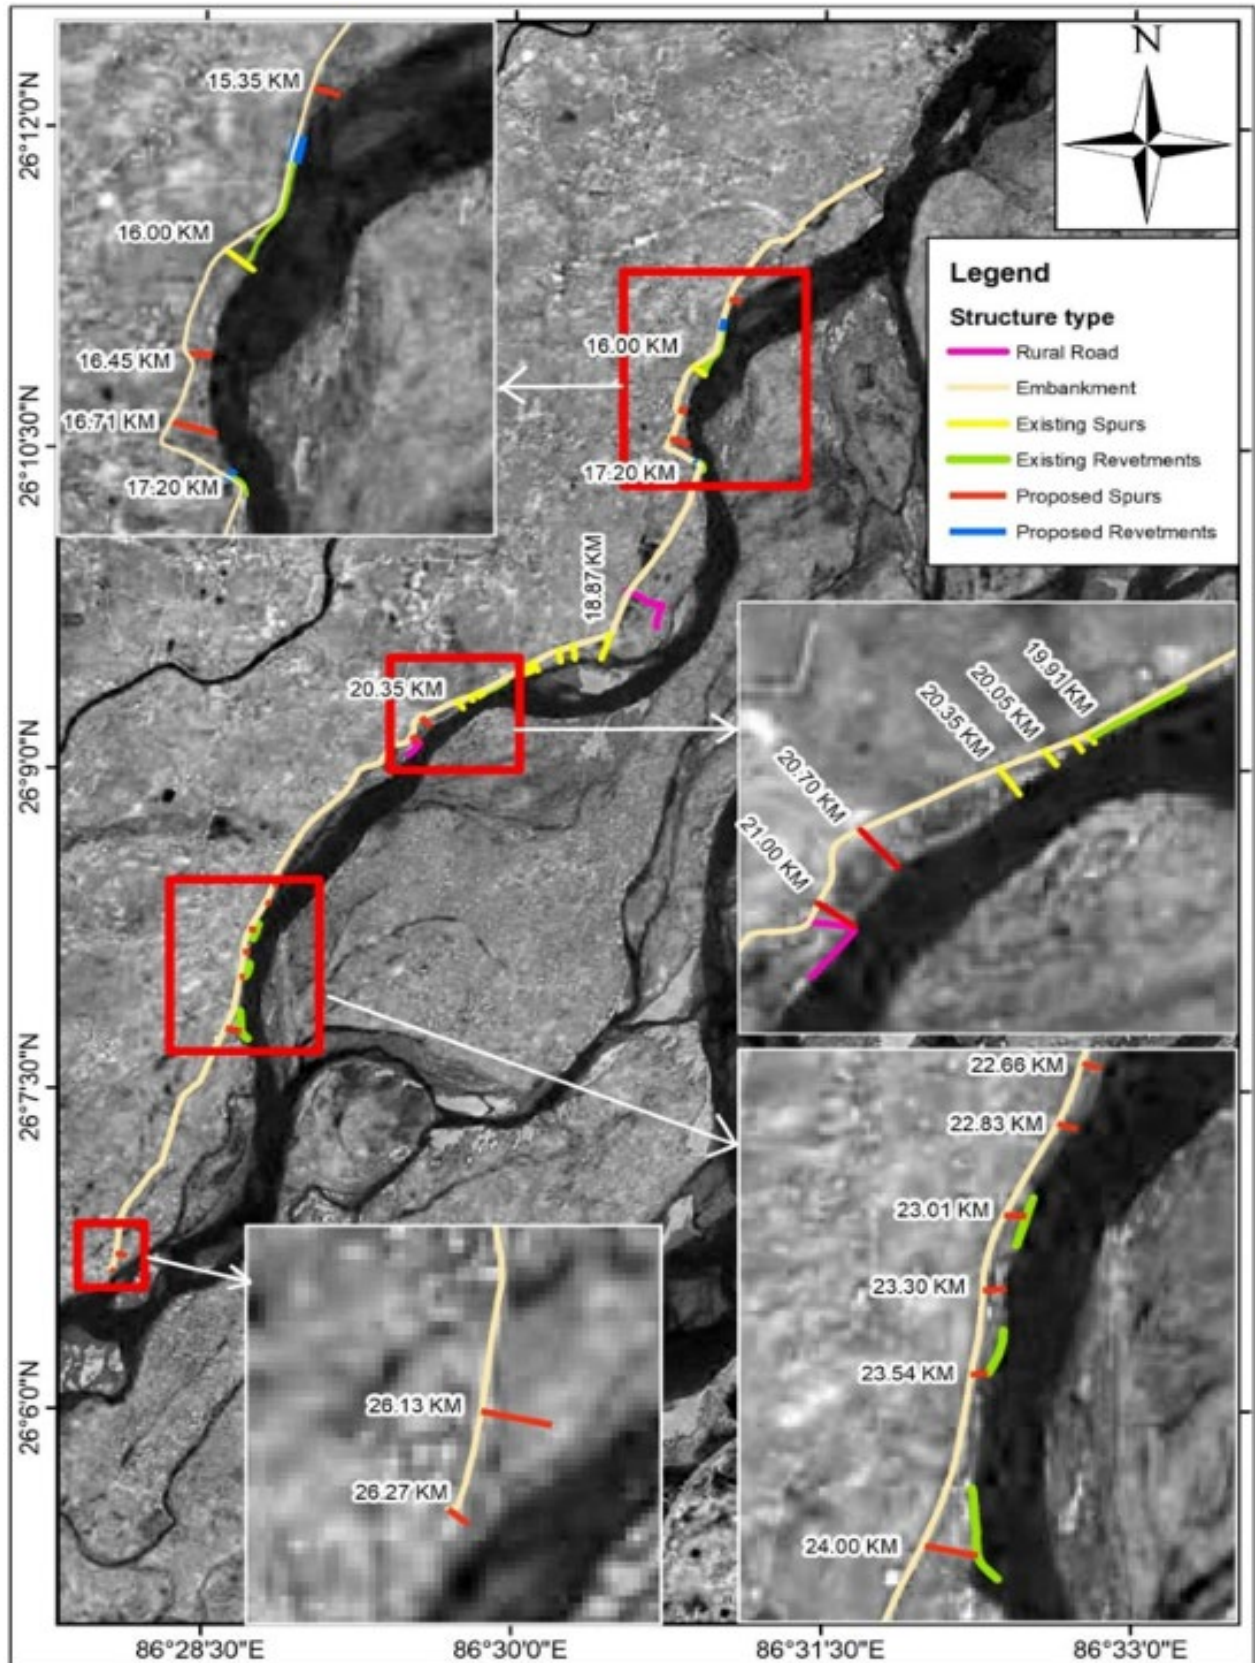 N
Legend
Structure type
Rural Road
Embankment
Existing Spurs
Existing Revetments
Proposed Spurs
Proposed Revetments
15.35 KM
16.00 KM
16.45 KM
16.71 KM
17.20 KM
16.00 KM
17.20 KM
18.87 KM
20.35 KM
19.91 KM
20.05 KM
20.35 KM
20.70 KM
21.00 KM
22.66 KM
22.83 KM
23.01 KM
23.30 KM
23.54 KM
24.00 KM
26.13 KM
26.27 KM
26°12'0"N
26°10'30"N
26°9'0"N
26°7'30"N
26°6'0"N
86°28'30"E
86°30'0"E
86°31'30"E
86°33'0"E